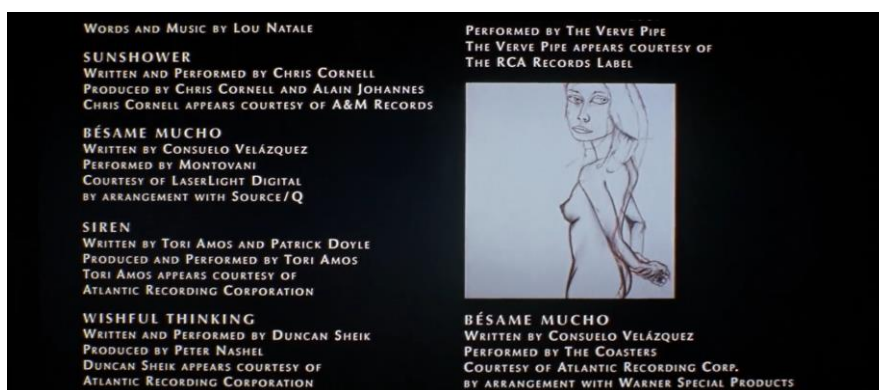 Words and Music by Lou Natale
SUNSHOWER
Written and Performed by Chris Cornell
Produced by Chris Cornell and Alain Johannes
Chris Cornell appears courtesy of A&M Records
BÉSAME MUCHO
Written by Consuelo Velázquez
Performed by Montovani
Courtesy of LaserLight Digital
by arrangement with Source/Q
SIREN
Written by Tori Amos and Patrick Doyle
Produced and Performed by Tori Amos
Tori Amos appears courtesy of
Atlantic Recording Corporation
WISHFUL THINKING
Written and Performed by Duncan Sheik
Produced by Peter Nashel
Duncan Sheik appears courtesy of
Atlantic Recording Corporation
Performed by The Verve Pipe
The Verve Pipe appears courtesy of
The RCA Records Label
BÉSAME MUCHO
Written by Consuelo Velázquez
Performed by The Coasters
Courtesy of Atlantic Recording Corp.
by arrangement with Warner Special Products